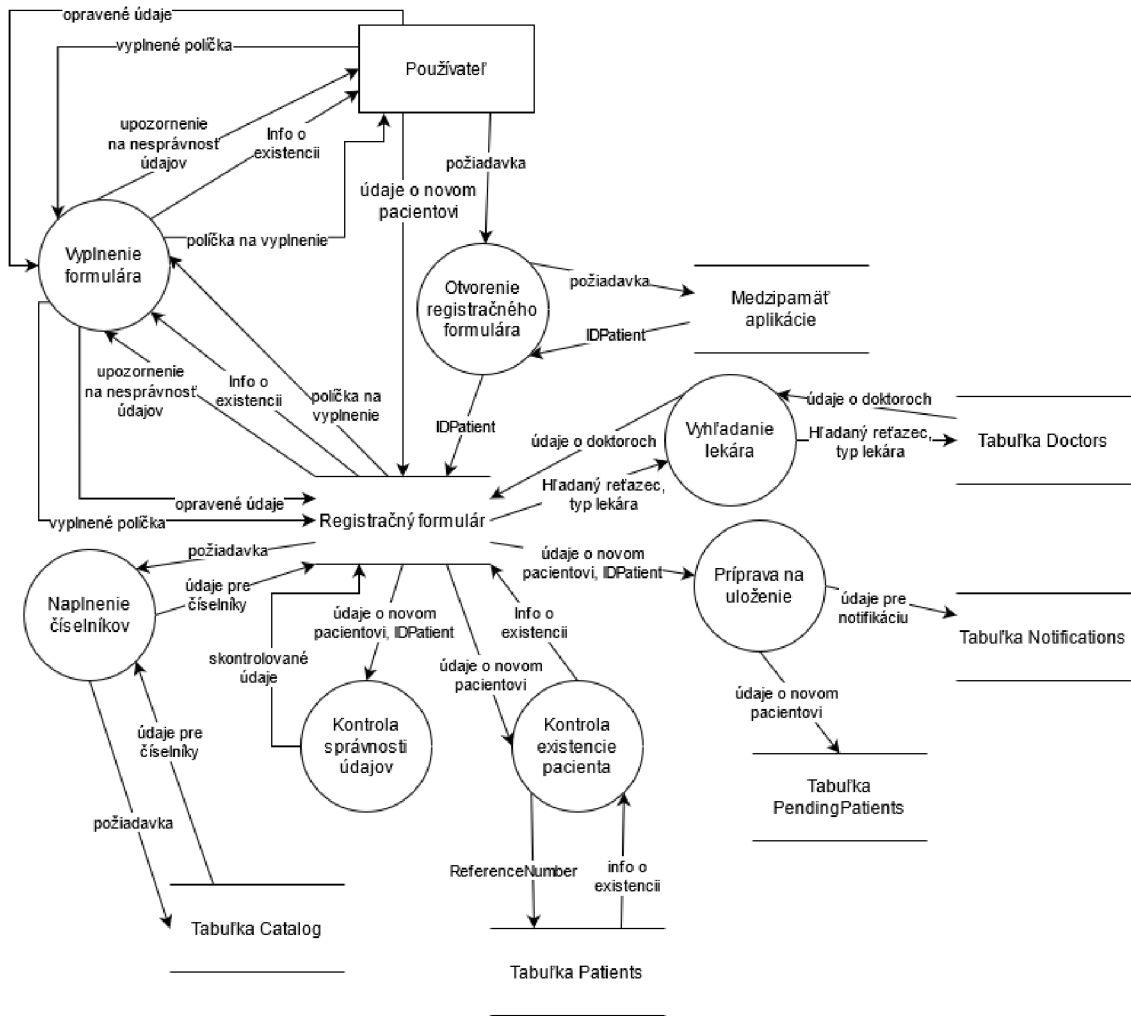 opravené údaje
vyplnené políčka
Používateľ
upozornenie
na nesprávnosť
údajov
Info o
existencii
požiadavka
údaje o novom
pacientovi
políčka na vyplnenie
Vyplnenie
formulára
Otvorenie
registračného
formulára
požiadavka
Medzipamäť
aplikácie
IDPatient
upozornenie
na nesprávnosť
údajov
Info o
existencii
políčka na
vyplnenie
IDPatient
údaje o doktoroch
Vyhľadanie
lekára
údaje o doktoroch
Hľadaný reťazec,
typ lekára
Tabuľka Doctors
Hľadaný reťazec,
typ lekára
opravené údaje
vyplnené políčka
Registračný formulár
požiadavka
údaje o novom
pacientovi, IDPatient
Príprava na
uloženie
Naplnenie
číselníkov
údaje pre
číselníky
údaje pre
notifikáciu
Tabuľka Notifications
údaje o novom
pacientovi, IDPatient
Info o
existencii
skontrolované
údaje
údaje o novom
pacientovi
údaje o novom
pacientovi
Kontrola
správnosti
údajov
Kontrola
existencie
pacienta
údaje pre
číselníky
Tabuľka
PendingPatients
požiadavka
ReferenceNumber
info o
existencii
Tabuľka Catalog
Tabuľka Patients